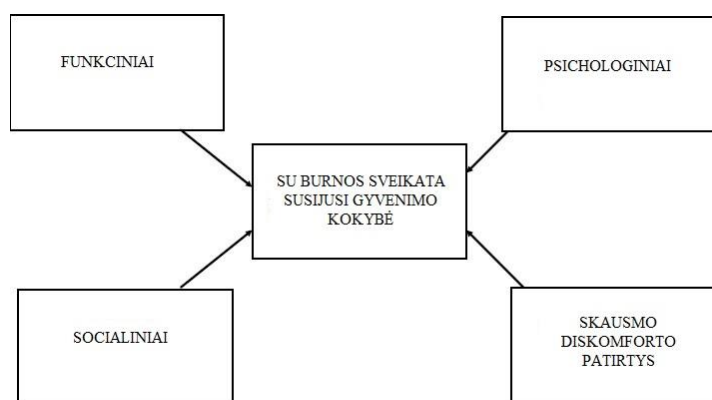 FUNKCINIAI
PSICHOLOGINIAI
SU BURNOS SVEIKATA
SUSIJUSI GYVENIMO
KOKYBĖ
SOCIALINIAI
SKAUSMO
DISKOMFORTO
PATIRTYS